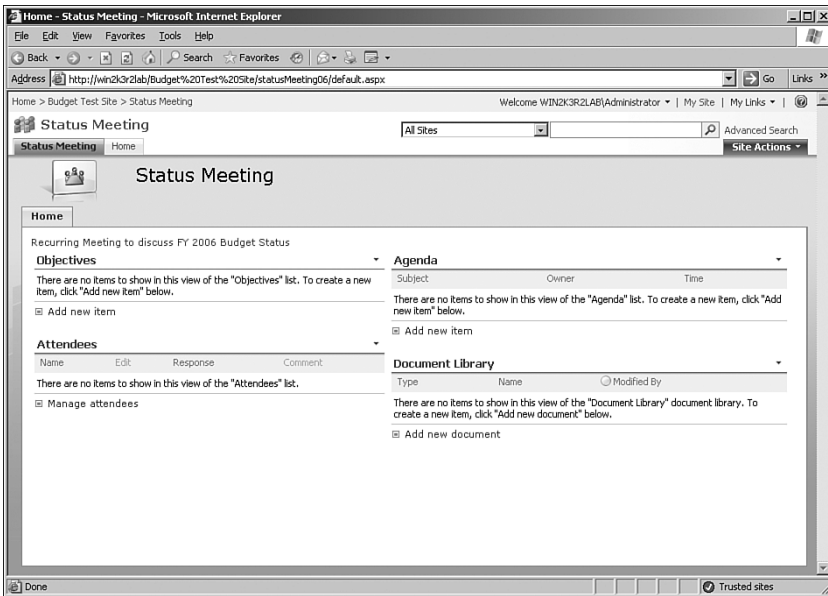 Home - Status Meeting - Microsoft Internet Explorer
File Edit View Favorites Tools Help
Back Search Favorites
Address http://win2k3r2lab/Budget%20Test%20Site/statusMeeting06/default.aspx Go Links »
Home > Budget Test Site > Status Meeting Welcome WIN2K3R2LAB\Administrator | My Site | My Links |
Status Meeting
All Sites Advanced Search
Status Meeting Home Site Actions
Status Meeting
Home
Recurring Meeting to discuss FY 2006 Budget Status
Objectives
There are no items to show in this view of the "Objectives" list. To create a new
item, click "Add new item" below.
Add new item
Attendees
Name Edit Response Comment
There are no items to show in this view of the "Attendees" list.
Manage attendees
Agenda
Subject Owner Time
There are no items to show in this view of the "Agenda" list. To create a new item, click "Add
new item" below.
Add new item
Document Library
Type Name Modified By
There are no items to show in this view of the "Document Library" document library. To
create a new item, click "Add new document" below.
Add new document
Done Trusted sites